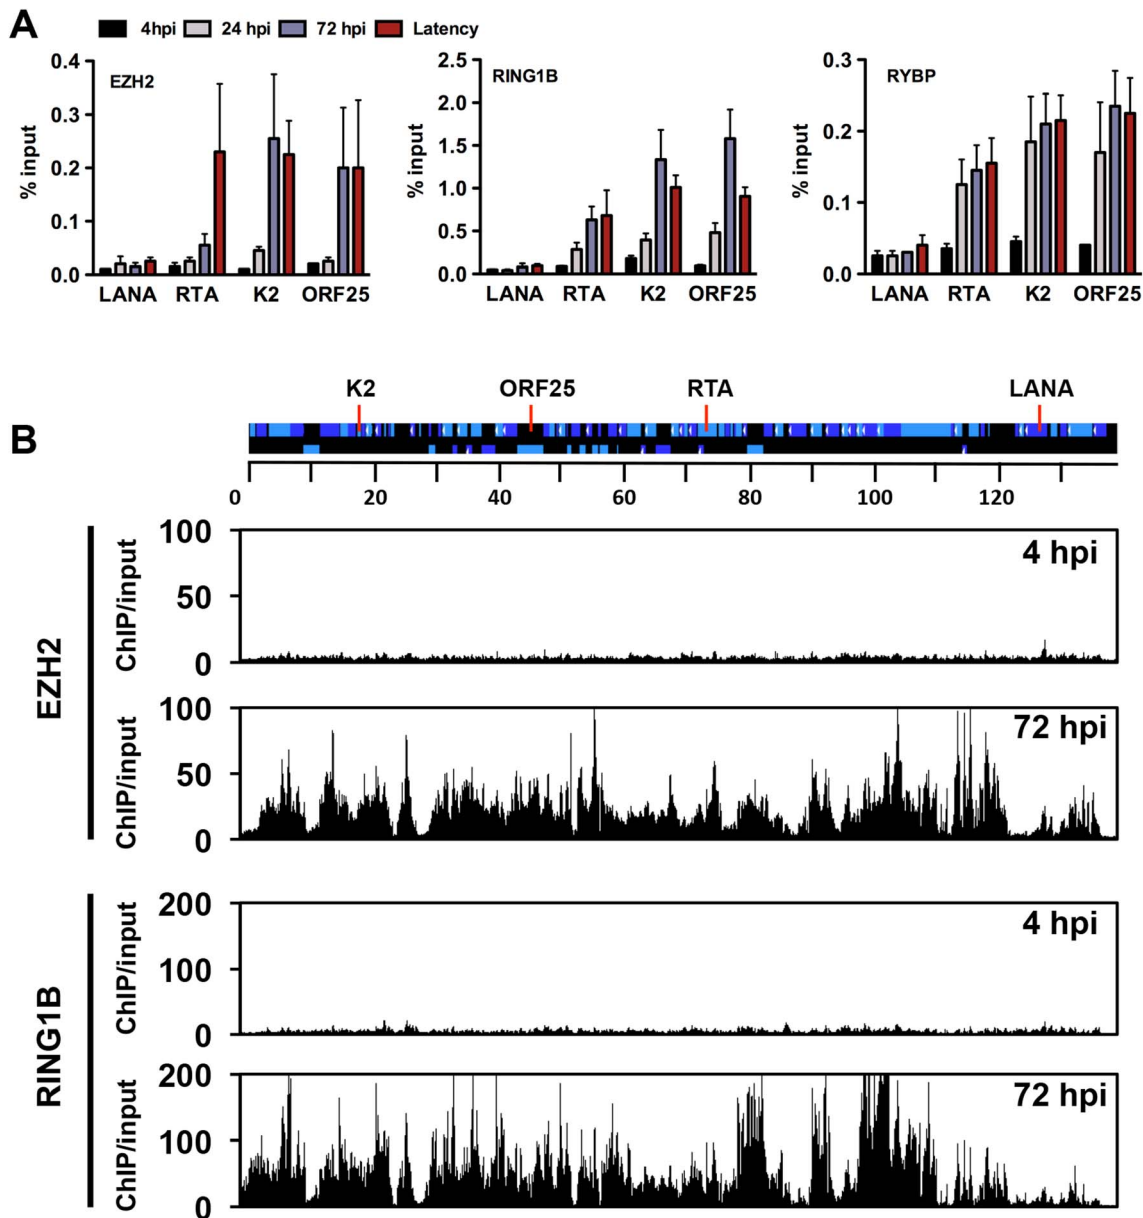 A
4hpi 24 hpi 72 hpi Latency
EZH2
% input
0.4
0.3
0.2
0.1
0.0
LANA RTA K2 ORF25
RING1B
% input
2.5
2.0
1.5
1.0
0.5
0.0
LANA RTA K2 ORF25
RYBP
% input
0.3
0.2
0.1
0.0
LANA RTA K2 ORF25
K2 ORF25 RTA LANA
B
0 20 40 60 80 100 120
EZH2
ChIP/input
100
50
0
4 hpi
ChIP/input
100
50
0
72 hpi
RING1B
ChIP/input
200
100
0
4 hpi
ChIP/input
200
100
0
72 hpi